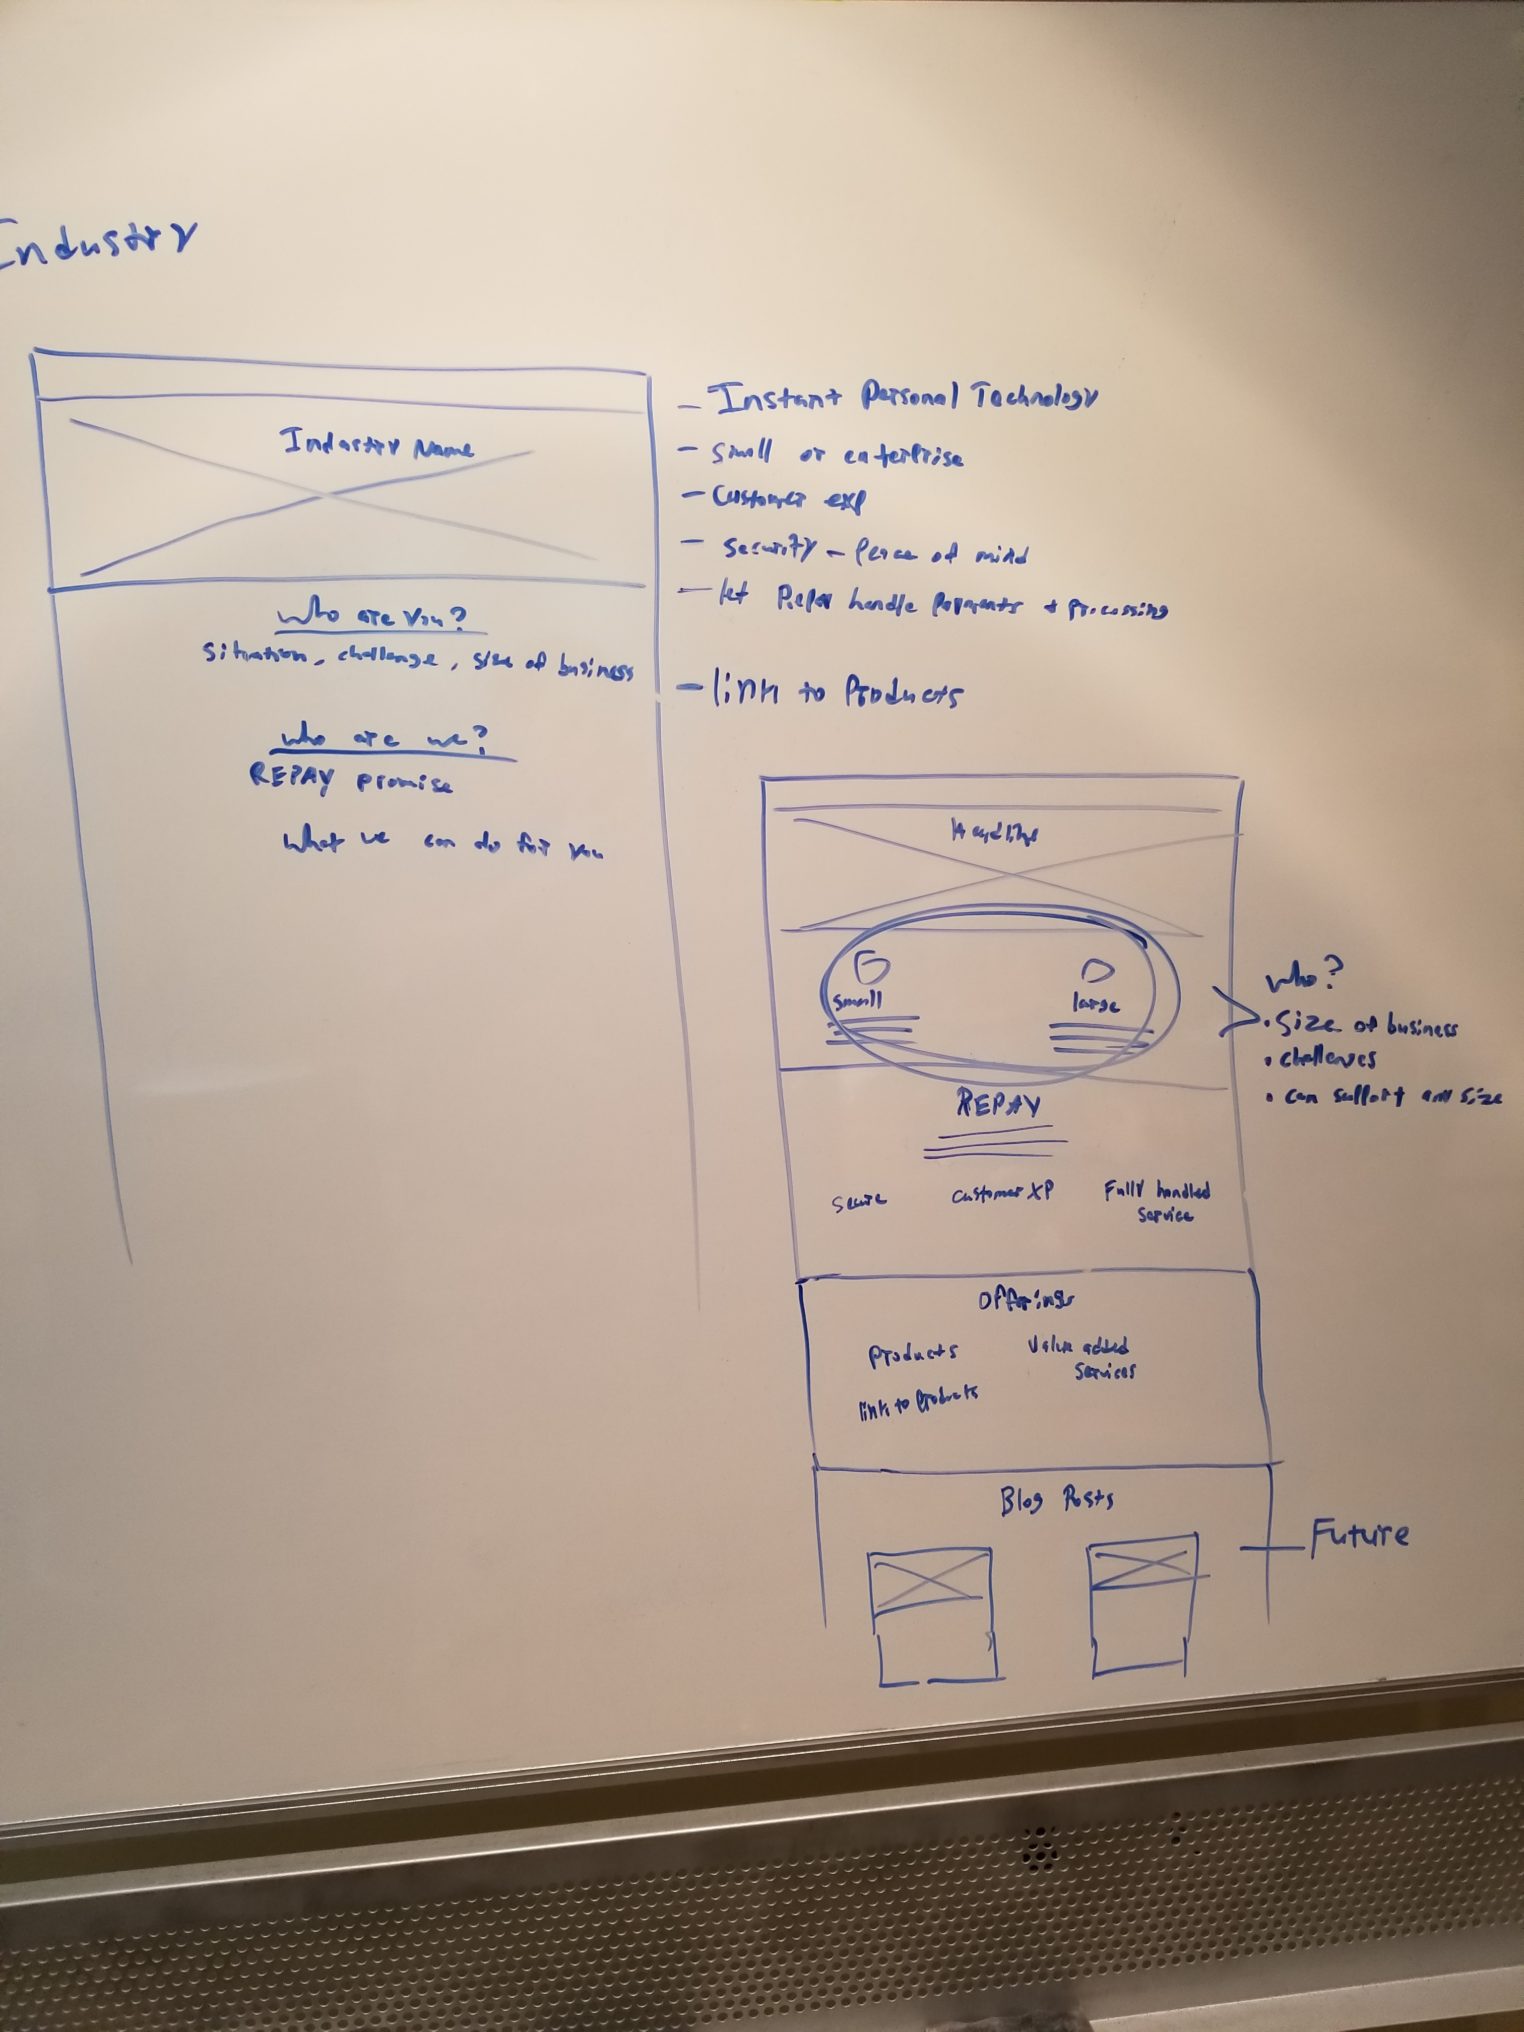 Industry
Industry Name
who are you?
situation, challenge, size of business
who are we?
REPAY promise
what we can do for you
- Instant Personal Technology
- small or enterprise
- Customer exp
- security - peace of mind
- let Repay handle payments + processing
- link to Products
Headline
small
large
who?
• size of business
• challenges
• can support any size
REPAY
secure
customer XP
Fully handled
service
Offerings
Products
Value added
services
link to products
Blog Posts
Future